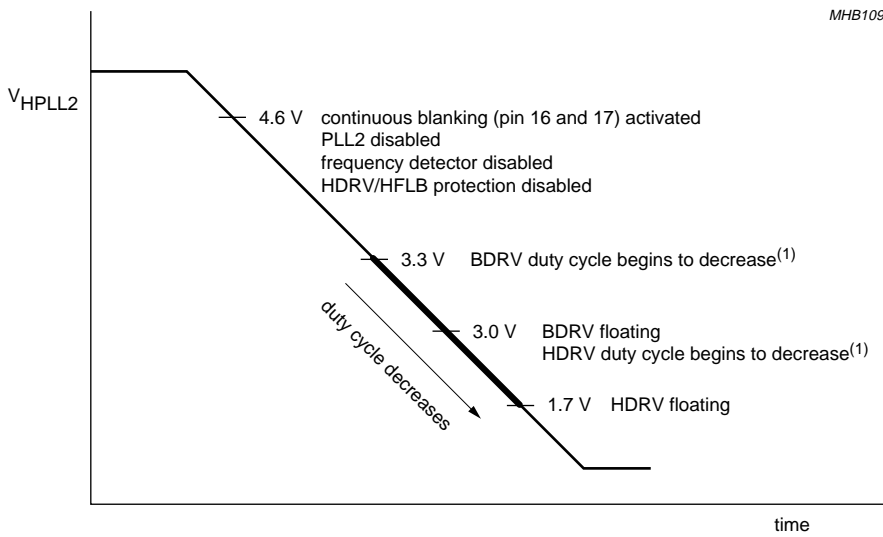 MHB109
VHPLL2
4.6 V continuous blanking (pin 16 and 17) activated
PLL2 disabled
frequency detector disabled
HDRV/HFLB protection disabled
3.3 V BDRV duty cycle begins to decrease(1)
duty cycle decreases
3.0 V BDRV floating
HDRV duty cycle begins to decrease(1)
1.7 V HDRV floating
time